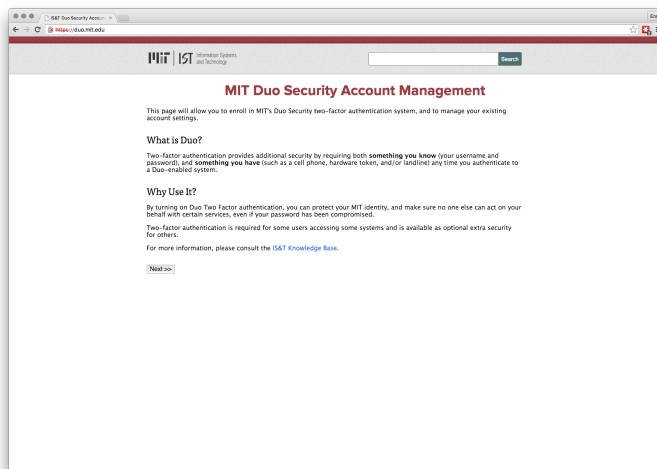 IS&T Duo Security Accoun
https://duo.mit.edu
MIT IST Information Systems
and Technology
Search
MIT Duo Security Account Management
This page will allow you to enroll in MIT's Duo Security two-factor authentication system, and to manage your existing
account settings.
What is Duo?
Two-factor authentication provides additional security by requiring both something you know (your username and
password), and something you have (such as a cell phone, hardware token, and/or landline) any time you authenticate to
a Duo-enabled system.
Why Use It?
By turning on Duo Two Factor authentication, you can protect your MIT identity, and make sure no one else can act on your
behalf with certain services, even if your password has been compromised.
Two-factor authentication is required for some users accessing some systems and is available as optional extra security
for others.
For more information, please consult the IS&T Knowledge Base.
Next >>